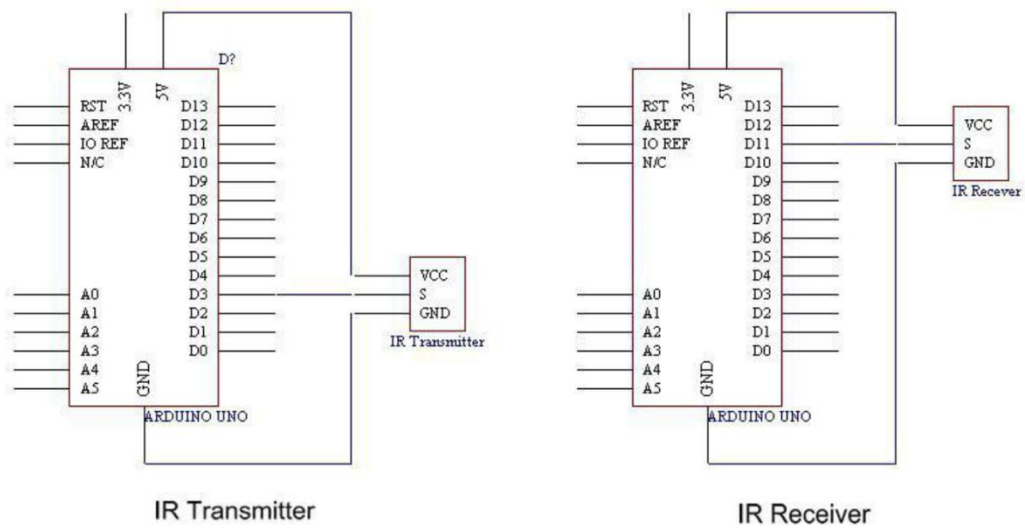 D?
3.3V
5V
RST
AREF
IO REF
N/C
D13
D12
D11
D10
D9
D8
D7
D6
D5
D4
D3
D2
D1
D0
A0
A1
A2
A3
A4
A5
GND
ARDUINO UNO
VCC
S
GND
IR Transmitter
IR Transmitter
3.3V
5V
RST
AREF
IO REF
N/C
D13
D12
D11
D10
D9
D8
D7
D6
D5
D4
D3
D2
D1
D0
A0
A1
A2
A3
A4
A5
GND
ARDUINO UNO
VCC
S
GND
IR Recever
IR Receiver